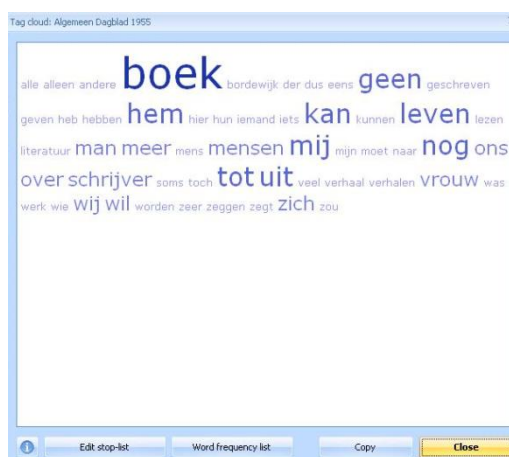 Tag cloud: Algemeen Dagblad 1955
alle alleen andere boek bordewijk der dus eens geen geschreven
geven heb hebben hem hier hun iemand iets kan kunnen leven lezen
literatuur man meer mens mensen mij mijn moet naar nog ons
over schrijver soms toch tot uit veel verhaal verhalen vrouw was
werk wie wij wil worden zeer zeggen zegt zich zou
Edit stop-list Word frequency list Copy Close